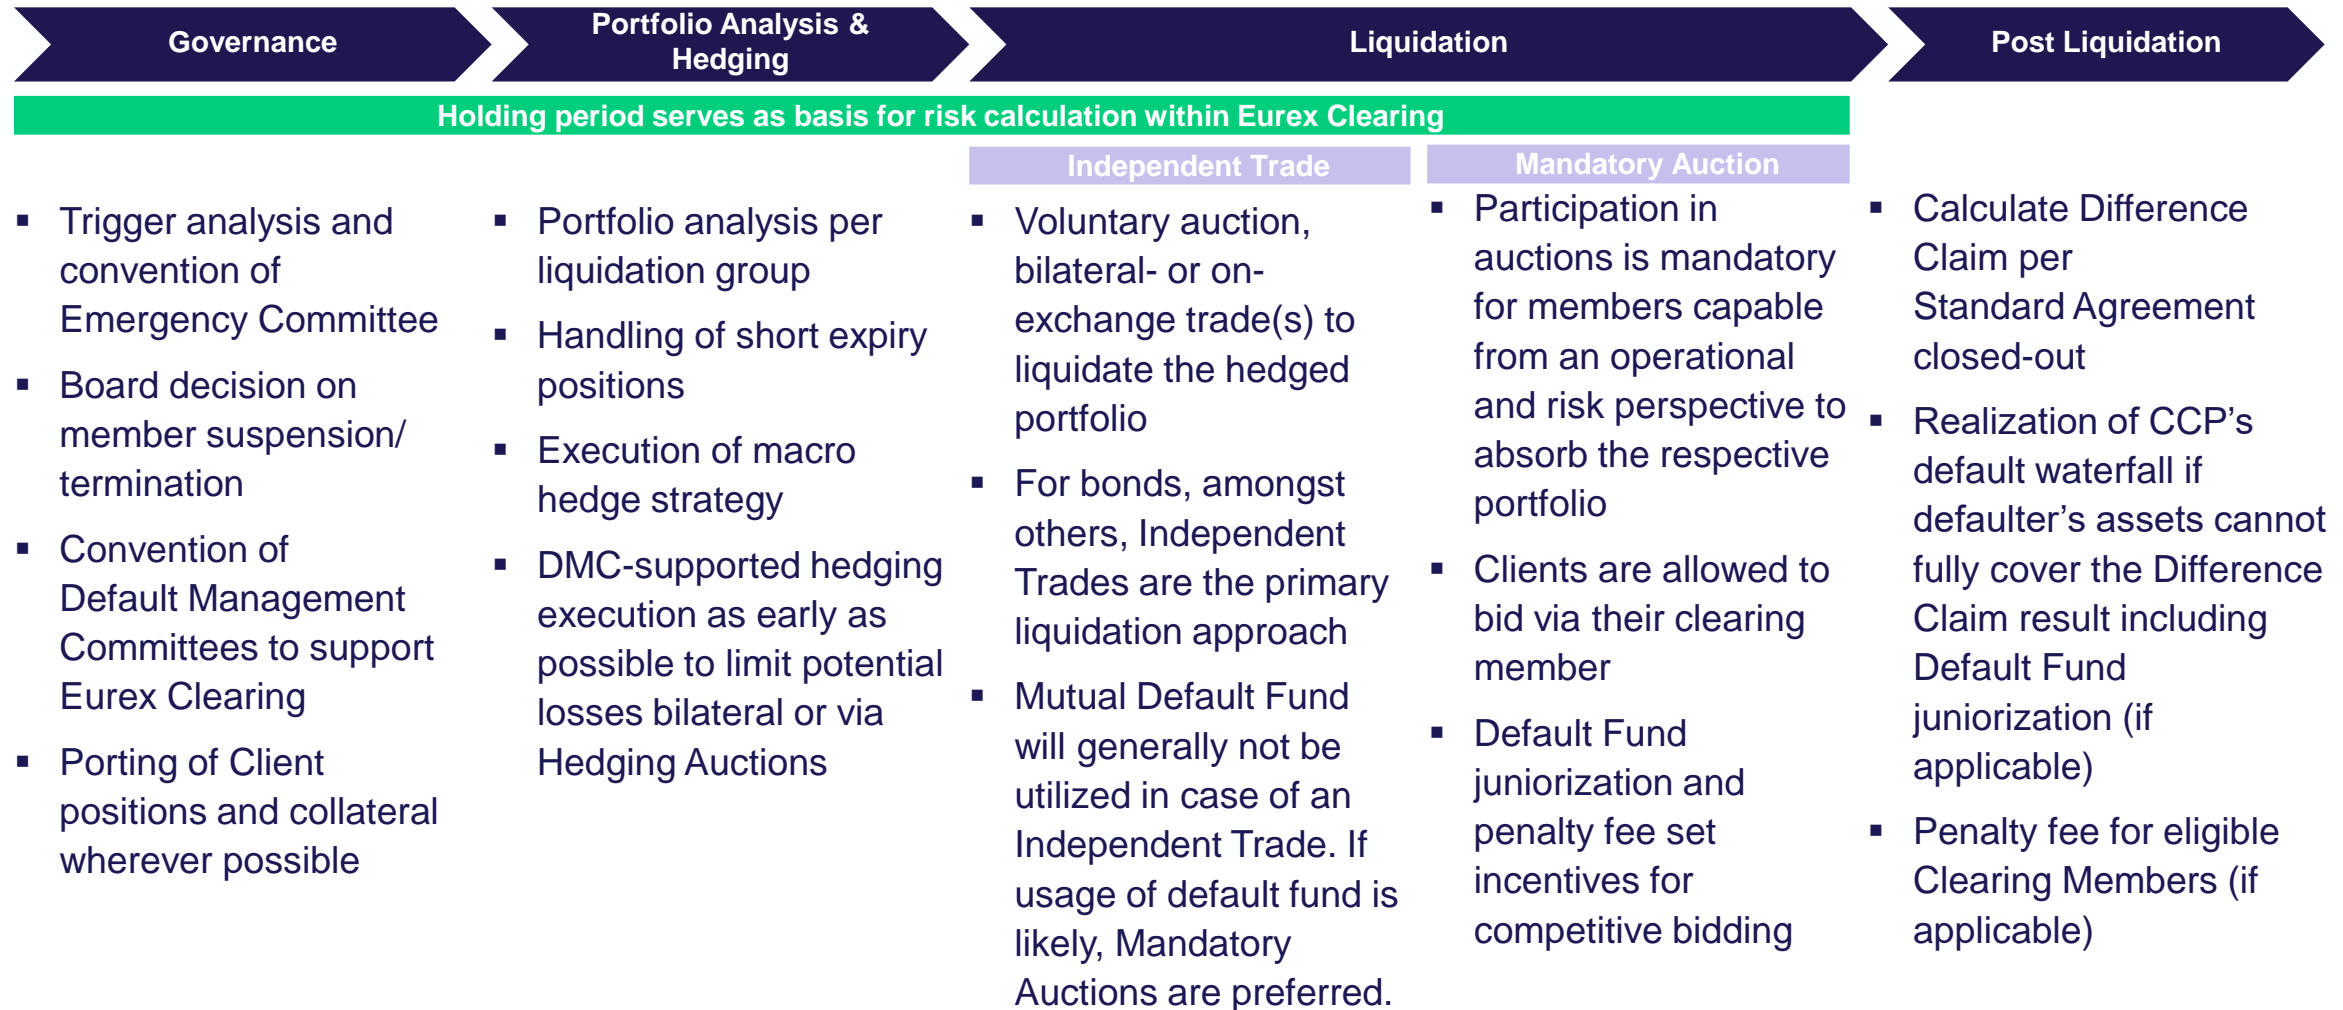 Governance
Portfolio Analysis &
Hedging
Liquidation
Post Liquidation
Holding period serves as basis for risk calculation within Eurex Clearing
Independent Trade
Mandatory Auction
▪ Trigger analysis and
convention of
Emergency Committee
▪ Board decision on
member suspension/
termination
▪ Convention of
Default Management
Committees to support
Eurex Clearing
▪ Porting of Client
positions and collateral
wherever possible
▪ Portfolio analysis per
liquidation group
▪ Handling of short expiry
positions
▪ Execution of macro
hedge strategy
▪ DMC-supported hedging
execution as early as
possible to limit potential
losses bilateral or via
Hedging Auctions
▪ Voluntary auction,
bilateral- or on-
exchange trade(s) to
liquidate the hedged
portfolio
▪ For bonds, amongst
others, Independent
Trades are the primary
liquidation approach
▪ Mutual Default Fund
will generally not be
utilized in case of an
Independent Trade. If
usage of default fund is
likely, Mandatory
Auctions are preferred.
▪ Participation in
auctions is mandatory
for members capable
from an operational
and risk perspective to
absorb the respective
portfolio
▪ Clients are allowed to
bid via their clearing
member
▪ Default Fund
juniorization and
penalty fee set
incentives for
competitive bidding
▪ Calculate Difference
Claim per
Standard Agreement
closed-out
▪ Realization of CCP’s
default waterfall if
defaulter’s assets cannot
fully cover the Difference
Claim result including
Default Fund
juniorization (if
applicable)
▪ Penalty fee for eligible
Clearing Members (if
applicable)